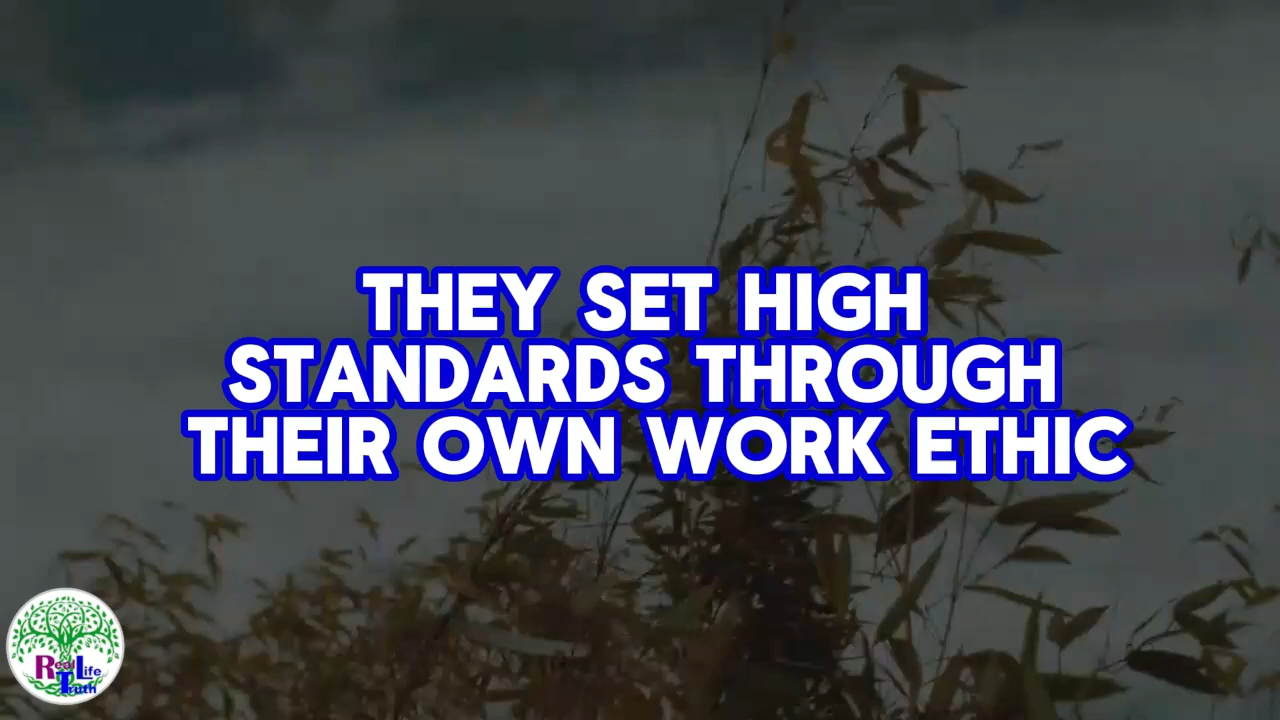 THEY SET HIGH
STANDARDS THROUGH
THEIR OWN WORK ETHIC
Real Life
Truth